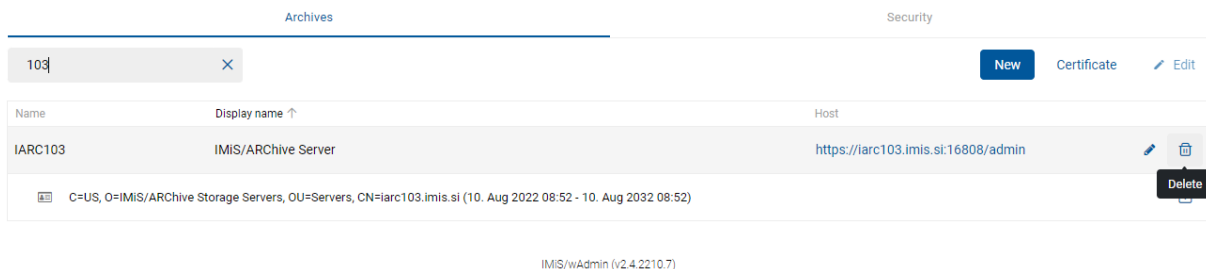 Archives Security
103 New Certificate Edit
Name Display name Host
IARC103 IMiS/ARChive Server https://iarc103.imis.si:16808/admin
Delete
C=US, O=IMiS/ARChive Storage Servers, OU=Servers, CN=iarc103.imis.si (10. Aug 2022 08:52 - 10. Aug 2032 08:52)
IMiS/wAdmin (v2.4.2210.7)